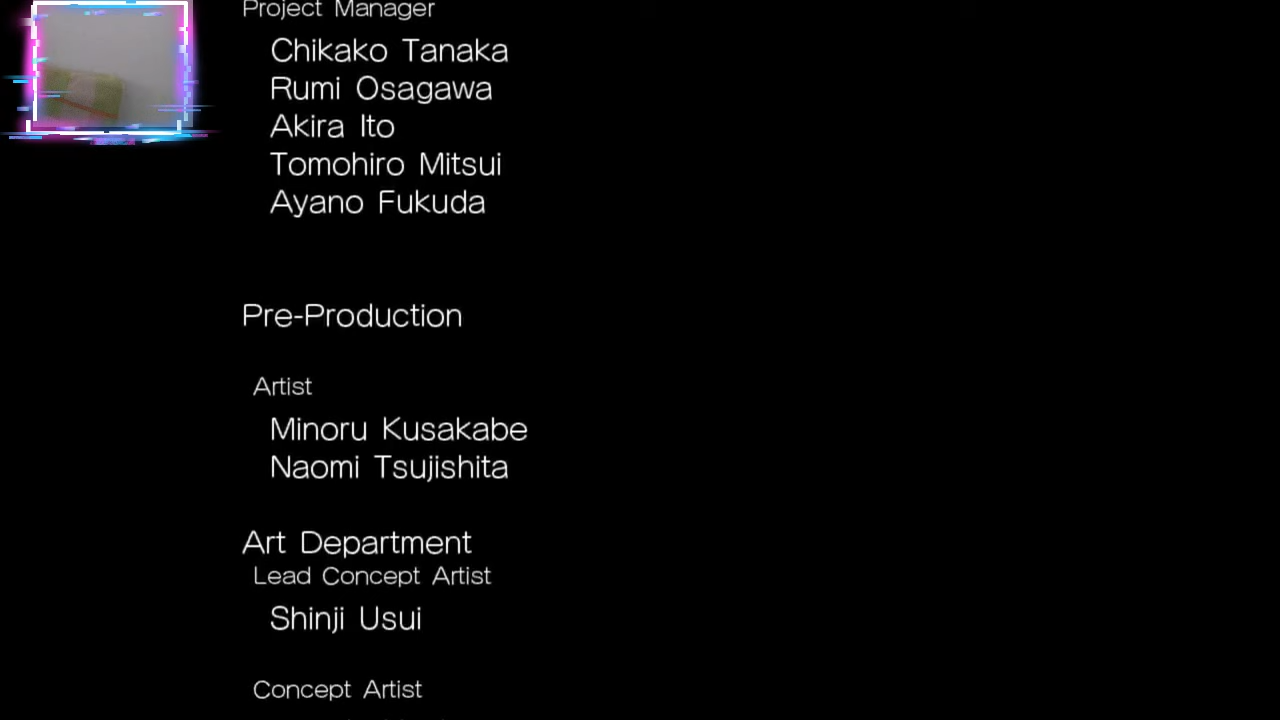 Project Manager
Chikako Tanaka
Rumi Osagawa
Akira Ito
Tomohiro Mitsui
Ayano Fukuda
Pre-Production
Artist
Minoru Kusakabe
Naomi Tsujishita
Art Department
Lead Concept Artist
Shinji Usui
Concept Artist